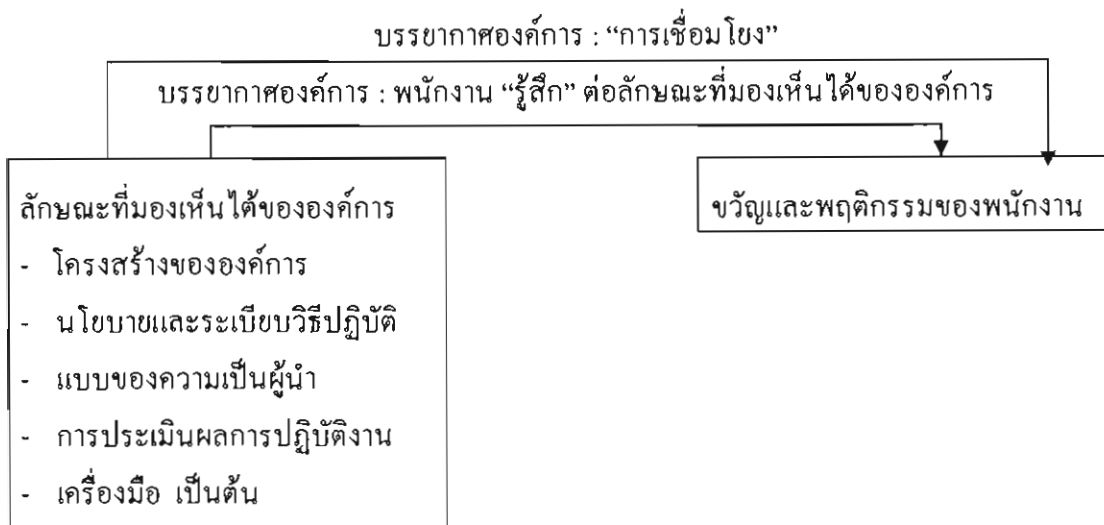 บรรยากาศองค์การ : “การเชื่อมโยง”
บรรยากาศองค์การ : พนักงาน “รู้สึก” ต่อลักษณะที่มองเห็นได้ขององค์การ
ลักษณะที่มองเห็นได้ขององค์การ
ขวัญและพฤติกรรมของพนักงาน
- โครงสร้างขององค์การ
- นโยบายและระเบียบวิธีปฏิบัติ
- แบบของความเป็นผู้นำ
- การประเมินผลการปฏิบัติงาน
- เครื่องมือ เป็นต้น